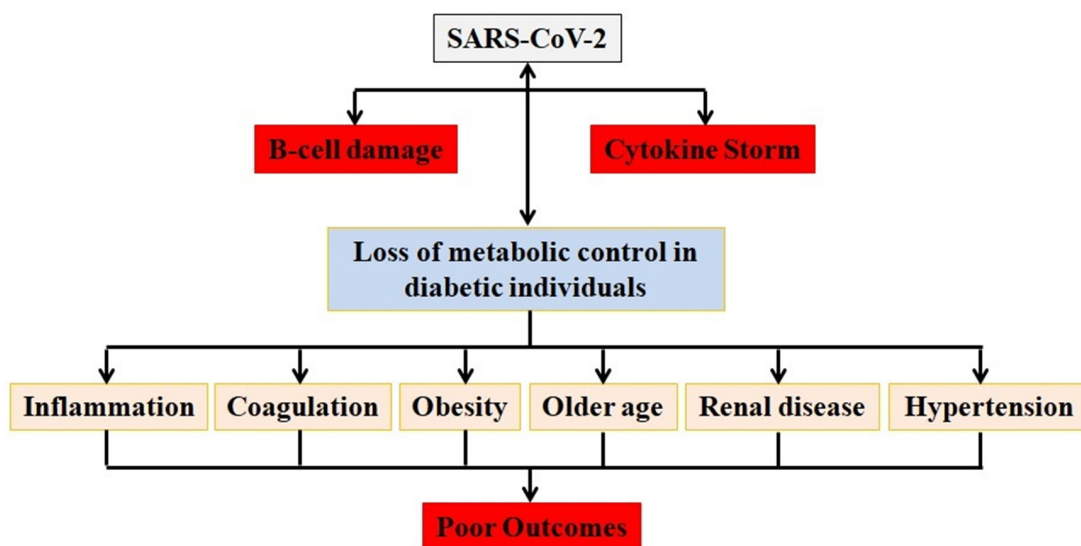 SARS-CoV-2
B-cell damage
Cytokine Storm
Loss of metabolic control in
diabetic individuals
Inflammation
Coagulation
Obesity
Older age
Renal disease
Hypertension
Poor Outcomes